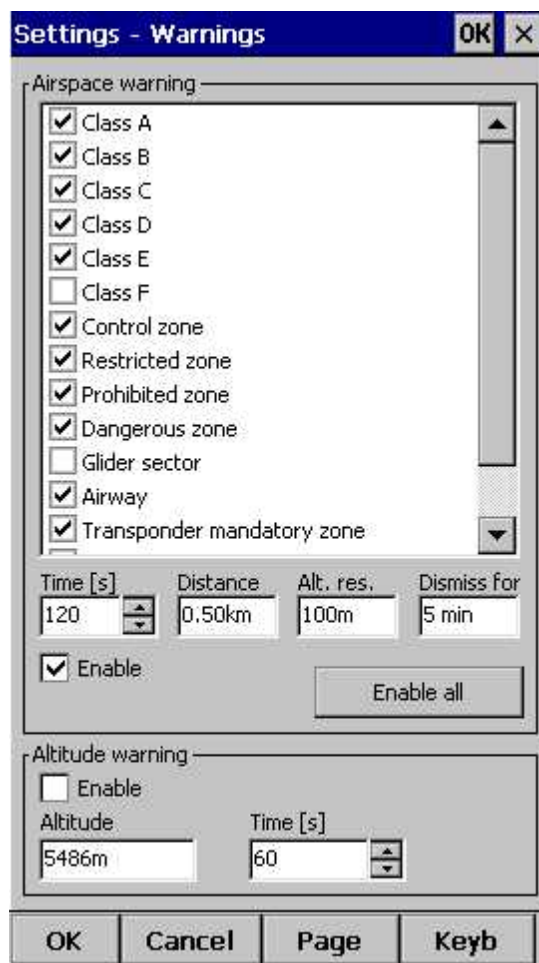 Settings - Warnings OK
Airspace warning
Class A
Class B
Class C
Class D
Class E
Class F
Control zone
Restricted zone
Prohibited zone
Dangerous zone
Glider sector
Airway
Transponder mandatory zone
Time [s] Distance Alt. res. Dismiss for
120 0.50km 100m 5 min
Enable
Enable all
Altitude warning
Enable
Altitude Time [s]
5486m 60
OK Cancel Page Keyb